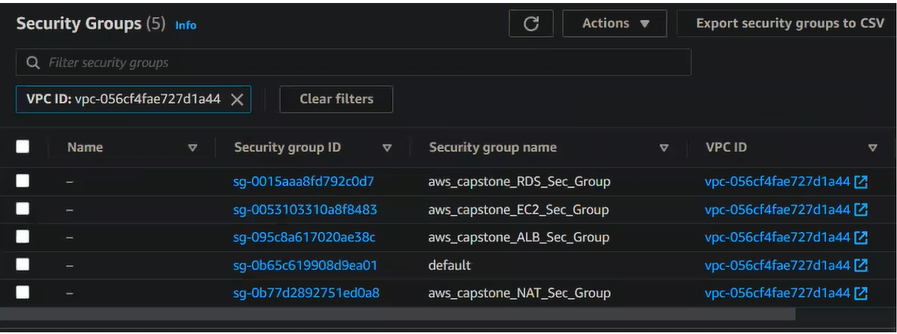 Security Groups (5) Info
Actions Export security groups to CSV
Filter security groups
VPC ID: vpc-056cf4fae727d1a44 Clear filters
Name Security group ID Security group name VPC ID
– sg-0015aaa8fd792c0d7 aws_capstone_RDS_Sec_Group vpc-056cf4fae727d1a44
– sg-0053103310a8f8483 aws_capstone_EC2_Sec_Group vpc-056cf4fae727d1a44
– sg-095c8a617020ae38c aws_capstone_ALB_Sec_Group vpc-056cf4fae727d1a44
– sg-0b65c619908d9ea01 default vpc-056cf4fae727d1a44
– sg-0b77d2892751ed0a8 aws_capstone_NAT_Sec_Group vpc-056cf4fae727d1a44